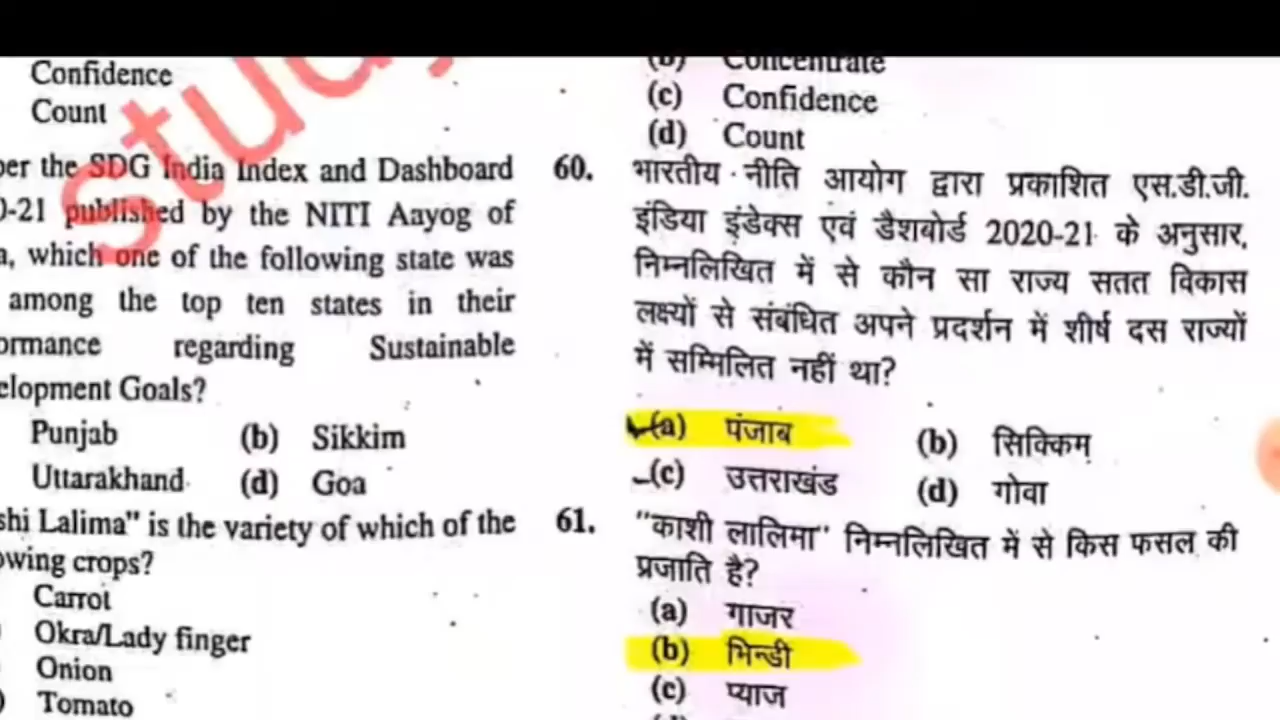 Confidence
Count
per the SDG India Index and Dashboard
0-21 published by the NITI Aayog of
a, which one of the following state was
among the top ten states in their
ormance regarding Sustainable
elopment Goals?
Punjab (b) Sikkim
Uttarakhand (d) Goa
shi Lalima" is the variety of which of the
owing crops?
Carrot
Okra/Lady finger
Onion
Tomato
(b) Concentrate
(c) Confidence
(d) Count
60. भारतीय नीति आयोग द्वारा प्रकाशित एस.डी.जी.
इंडिया इंडेक्स एवं डैशबोर्ड 2020-21 के अनुसार,
निम्नलिखित में से कौन सा राज्य सतत विकास
लक्ष्यों से संबंधित अपने प्रदर्शन में शीर्ष दस राज्यों
में सम्मिलित नहीं था?
(a) पंजाब (b) सिक्किम
(c) उत्तराखंड (d) गोवा
61. "काशी लालिमा" निम्नलिखित में से किस फसल की
प्रजाति है?
(a) गाजर
(b) भिन्डी
(c) प्याज